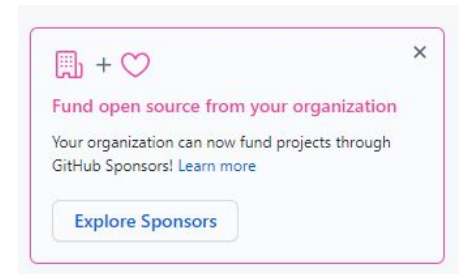 +
Fund open source from your organization
Your organization can now fund projects through
GitHub Sponsors! Learn more
Explore Sponsors